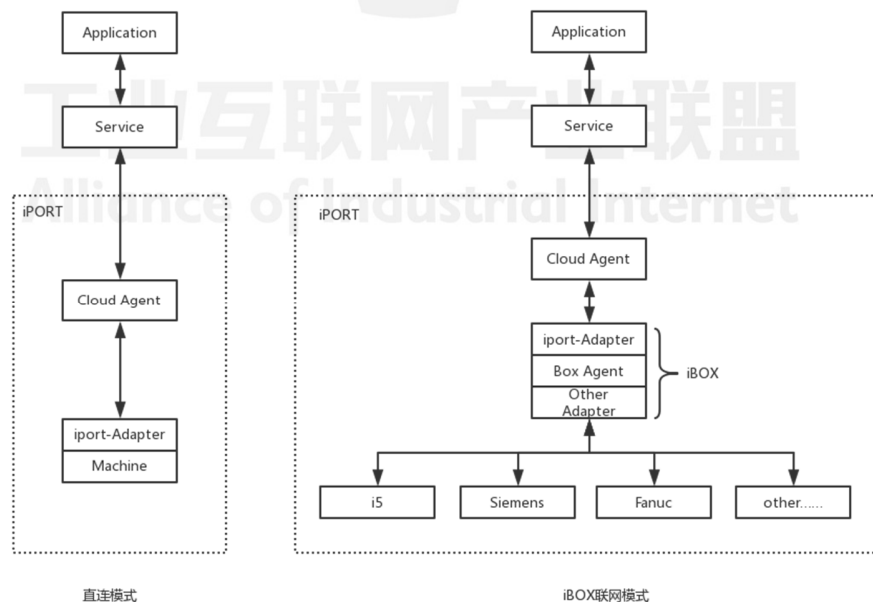 Application
Service
iPORT
Cloud Agent
iport-Adapter
Machine
直连模式
Application
Service
iPORT
Cloud Agent
iport-Adapter
Box Agent
Other
Adapter
iBOX
i5
Siemens
Fanuc
other......
iBOX联网模式
工业互联网产业联盟
Alliance of Industrial Internet